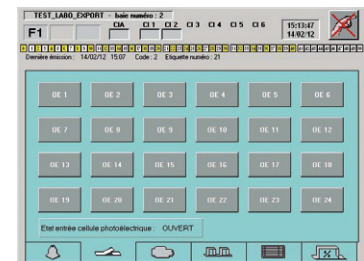 TEST_LABO_EXPORT - baie numéro : 2
F1 CIA CI 1 CI 2 CI 3 CI 4 CI 5 CI 6 15:13:47
14/02/12
Dernière émission : 14/02/12 15:07 Code : 2 Etiquette numéro : 21
OE 1 OE 2 OE 3 OE 4 OE 5 OE 6
OE 7 OE 8 OE 9 OE 10 OE 11 OE 12
OE 13 OE 14 OE 15 OE 16 OE 17 OE 18
OE 19 OE 20 OE 21 OE 22 OE 23 OE 24
Etat entrée cellule photoélectrique : OUVERT